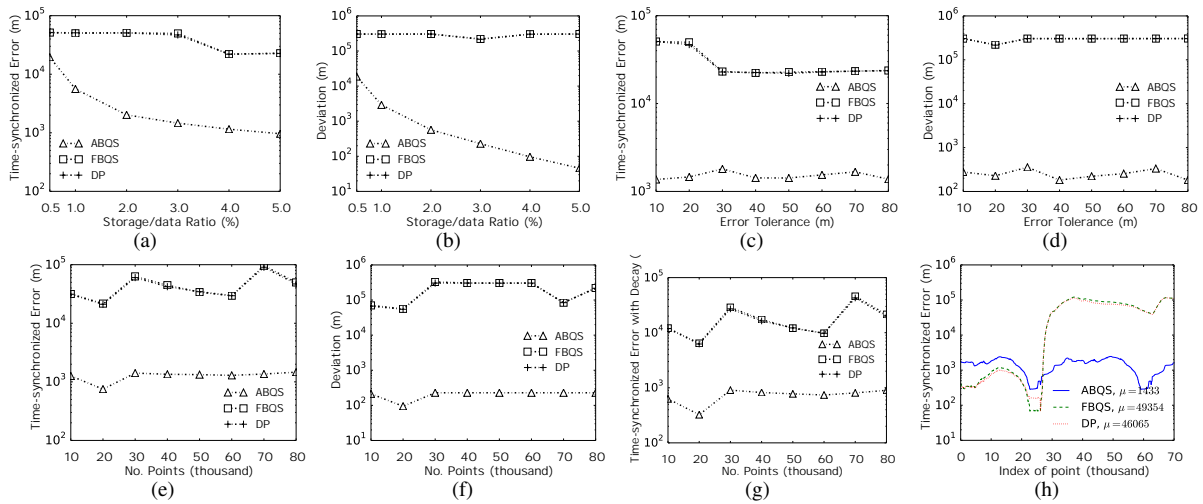 10^5
10^4
10^3
10^2
Time-synchronized Error (m)
ABQS
FBQS
DP
0.5 1.0 2.0 3.0 4.0 5.0
Storage/data Ratio (%)
(a)
10^6
10^5
10^4
10^3
10^2
10^1
Deviation (m)
ABQS
FBQS
DP
0.5 1.0 2.0 3.0 4.0 5.0
Storage/data Ratio (%)
(b)
10^5
10^4
10^3
Time-synchronized Error (m)
ABQS
FBQS
DP
10 20 30 40 50 60 70 80
Error Tolerance (m)
(c)
10^6
10^5
10^4
10^3
10^2
10^1
Deviation (m)
ABQS
FBQS
DP
10 20 30 40 50 60 70 80
Error Tolerance (m)
(d)
10^5
10^4
10^3
10^2
Time-synchronized Error (m)
ABQS
FBQS
DP
10 20 30 40 50 60 70 80
No. Points (thousand)
(e)
10^6
10^5
10^4
10^3
10^2
10^1
Deviation (m)
ABQS
FBQS
DP
10 20 30 40 50 60 70 80
No. Points (thousand)
(f)
10^5
10^4
10^3
10^2
Time-synchronized Error with Decay (
ABQS
FBQS
DP
10 20 30 40 50 60 70 80
No. Points (thousand)
(g)
10^6
10^5
10^4
10^3
10^2
10^1
Time-synchronized Error (m)
ABQS, μ=1433
FBQS, μ=49354
DP, μ=46065
0 10 20 30 40 50 60 70
Index of point (thousand)
(h)